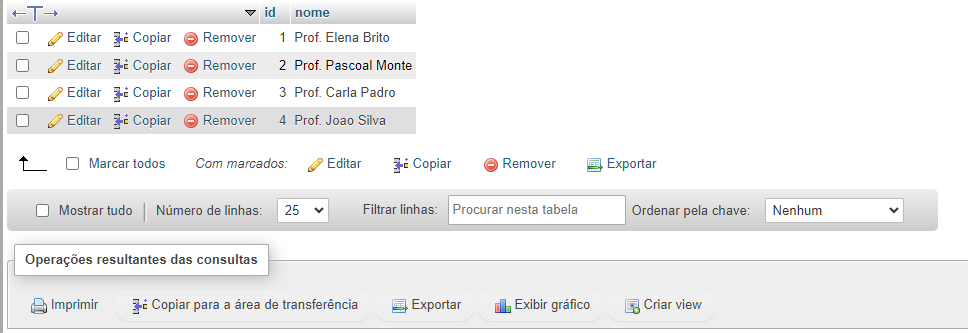 id nome
Editar Copiar Remover 1 Prof. Elena Brito
Editar Copiar Remover 2 Prof. Pascoal Monte
Editar Copiar Remover 3 Prof. Carla Padro
Editar Copiar Remover 4 Prof. Joao Silva
Marcar todos Com marcados: Editar Copiar Remover Exportar
Mostrar tudo Número de linhas: 25 Filtrar linhas: Procurar nesta tabela Ordenar pela chave: Nenhum
Operações resultantes das consultas
Imprimir Copiar para a área de transferência Exportar Exibir gráfico Criar view